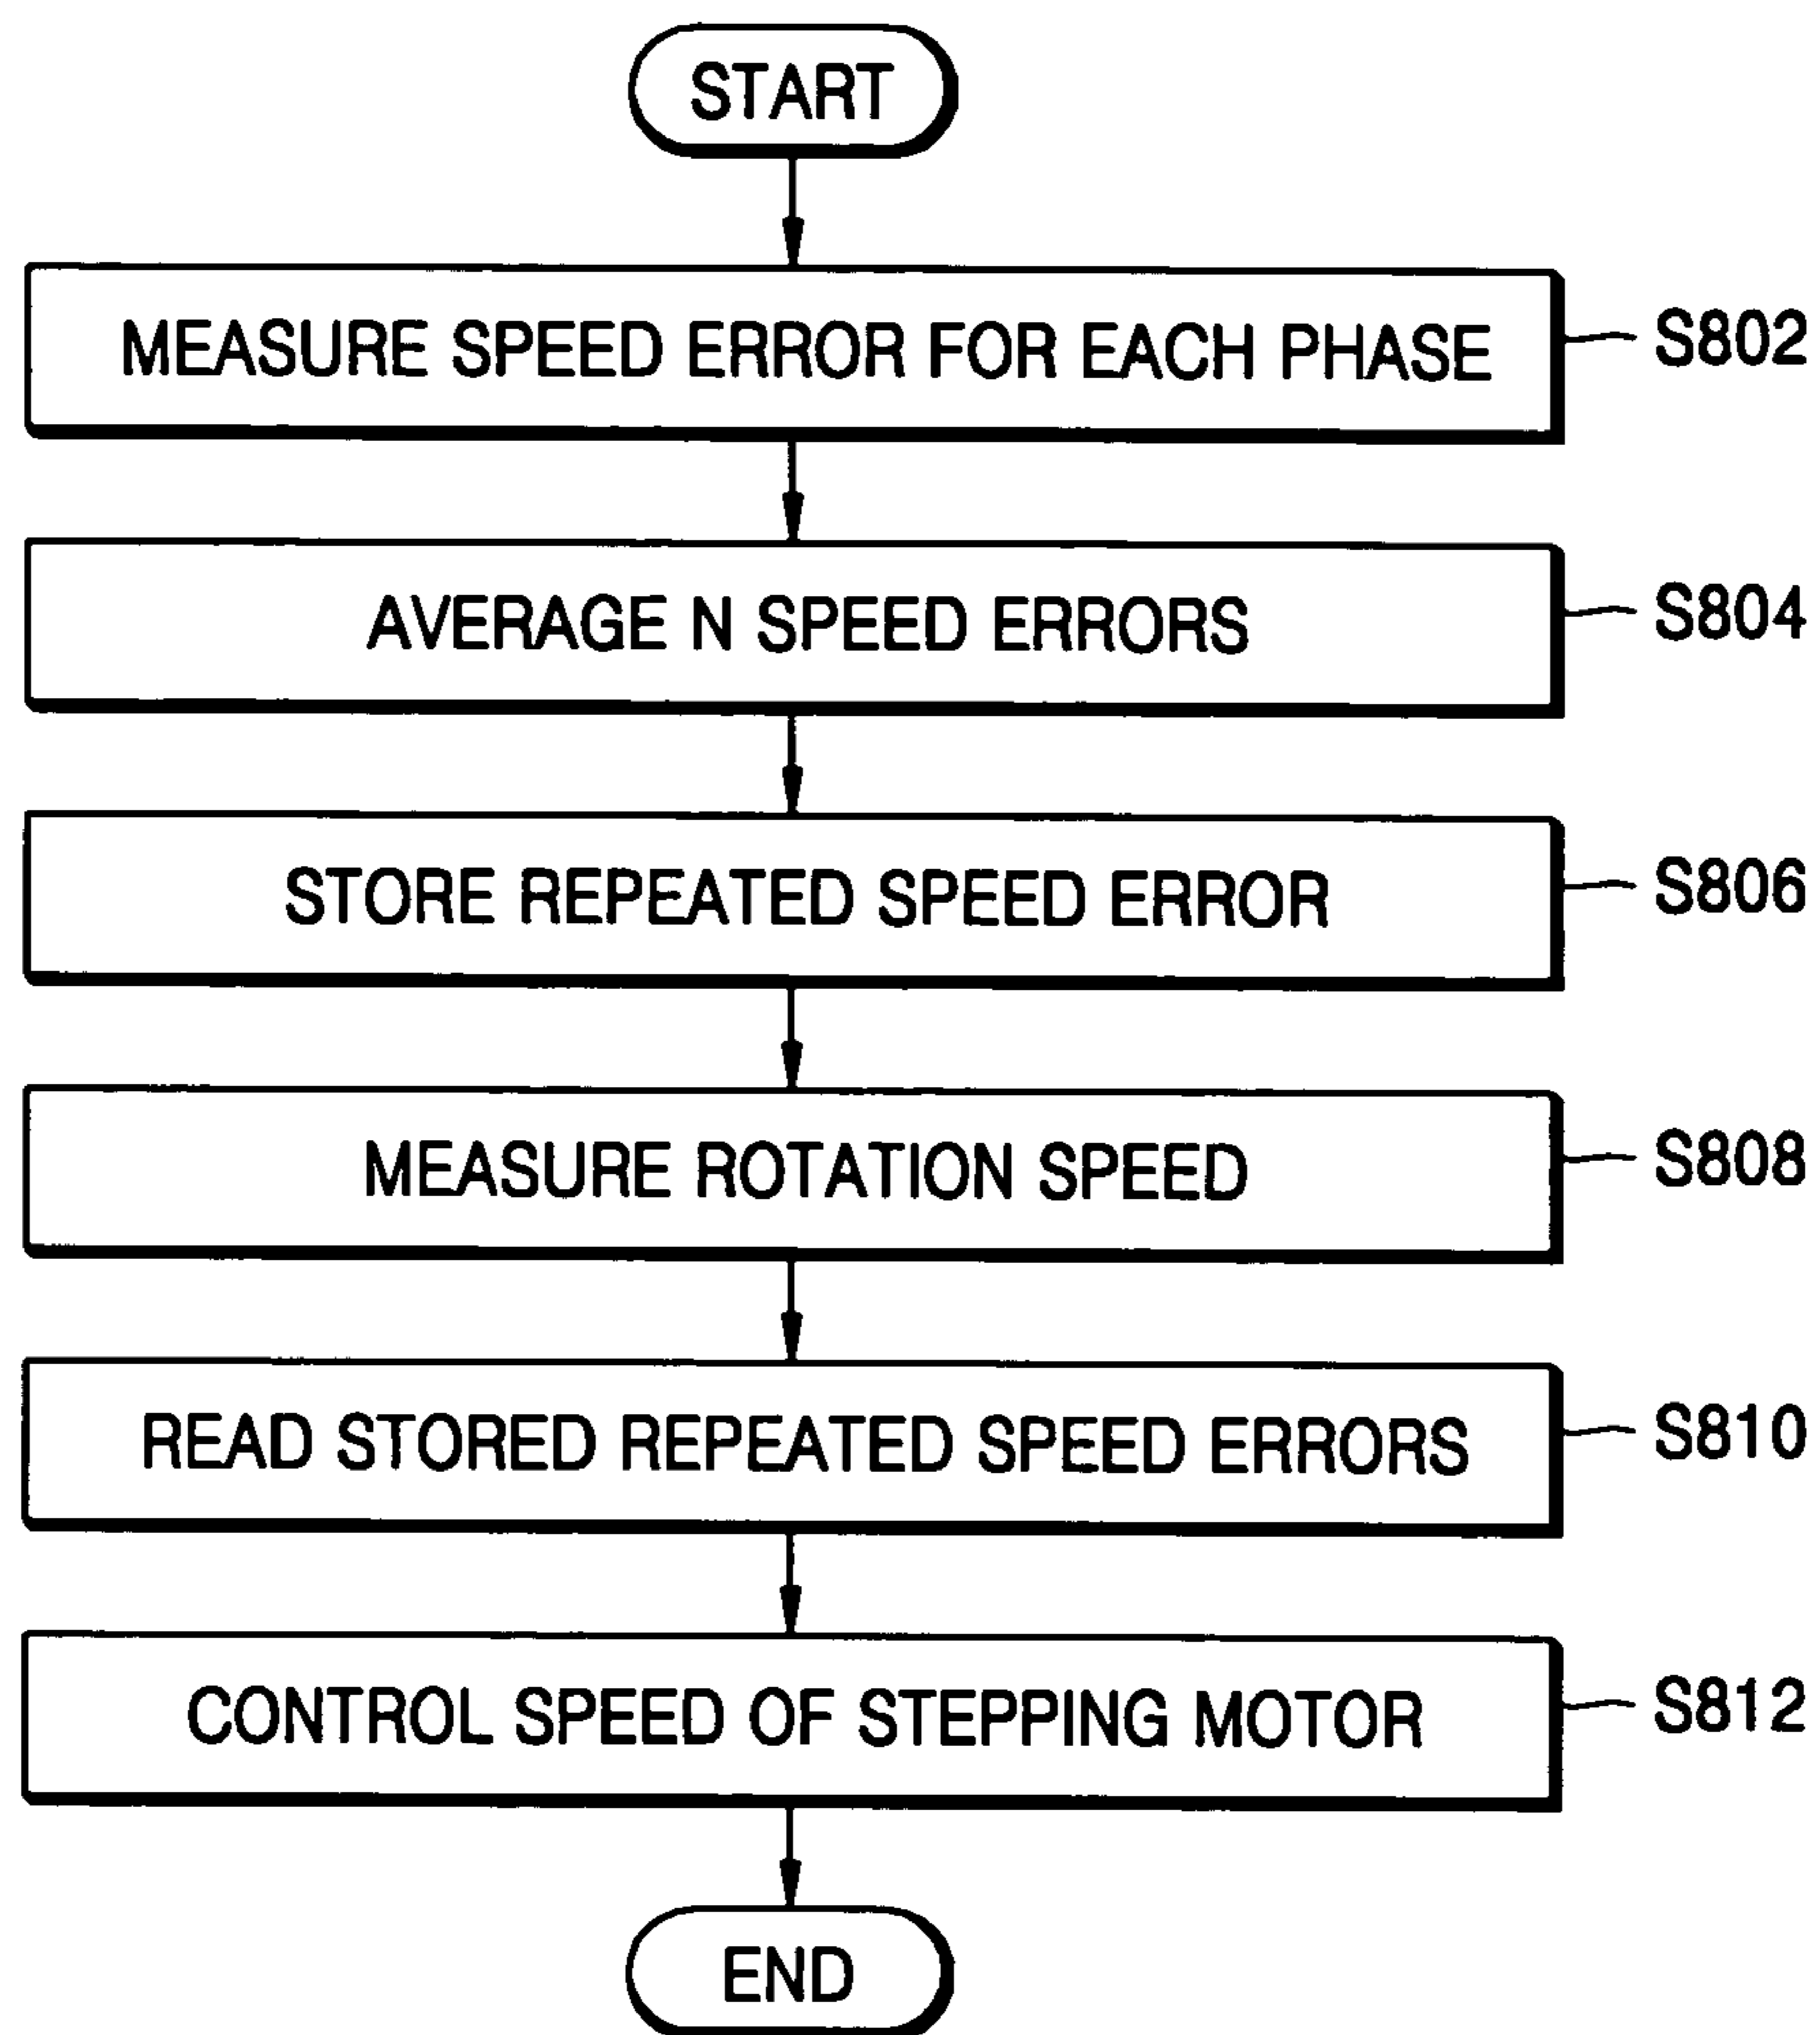 START
MEASURE SPEED ERROR FOR EACH PHASE
S802
AVERAGE N SPEED ERRORS
S804
STORE REPEATED SPEED ERROR
S806
MEASURE ROTATION SPEED
S808
READ STORED REPEATED SPEED ERRORS
S810
CONTROL SPEED OF STEPPING MOTOR
S812
END